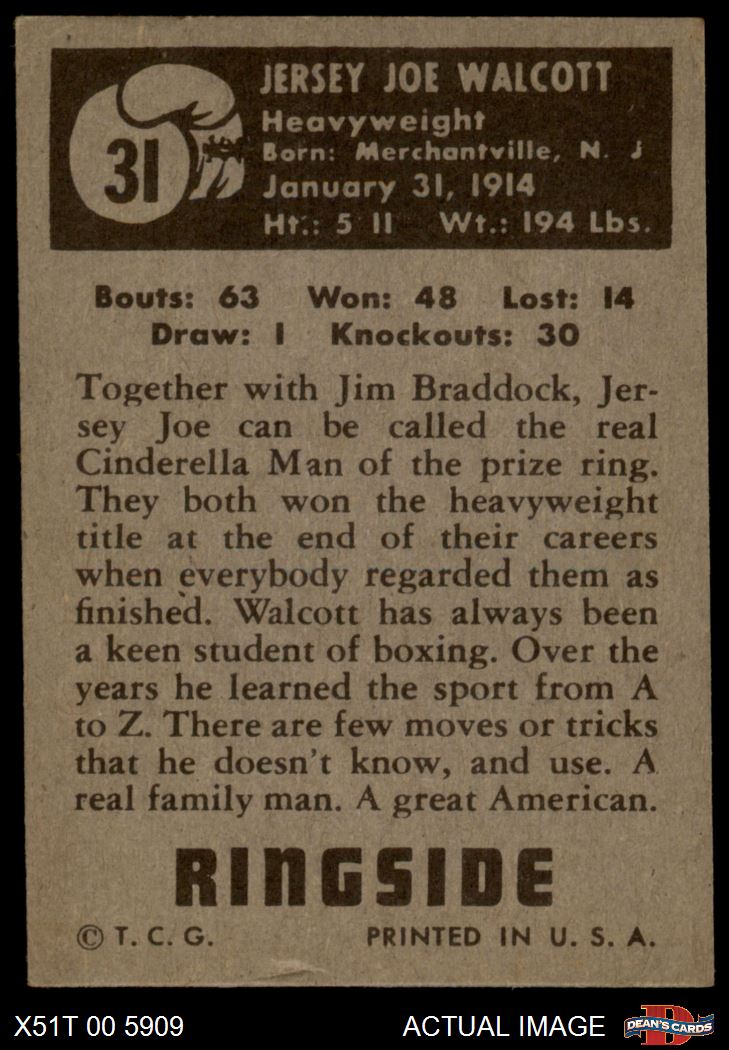 31
JERSEY JOE WALCOTT
Heavyweight
Born: Merchantville, N. J
January 31, 1914
Ht.: 5 11 Wt.: 194 Lbs.
Bouts: 63 Won: 48 Lost: 14
Draw: 1 Knockouts: 30
Together with Jim Braddock, Jer-
sey Joe can be called the real
Cinderella Man of the prize ring.
They both won the heavyweight
title at the end of their careers
when everybody regarded them as
finished. Walcott has always been
a keen student of boxing. Over the
years he learned the sport from A
to Z. There are few moves or tricks
that he doesn't know, and use. A
real family man. A great American.
RINGSIDE
© T. C. G. PRINTED IN U. S. A.
X51T 00 5909 ACTUAL IMAGE DEAN'S CARDS